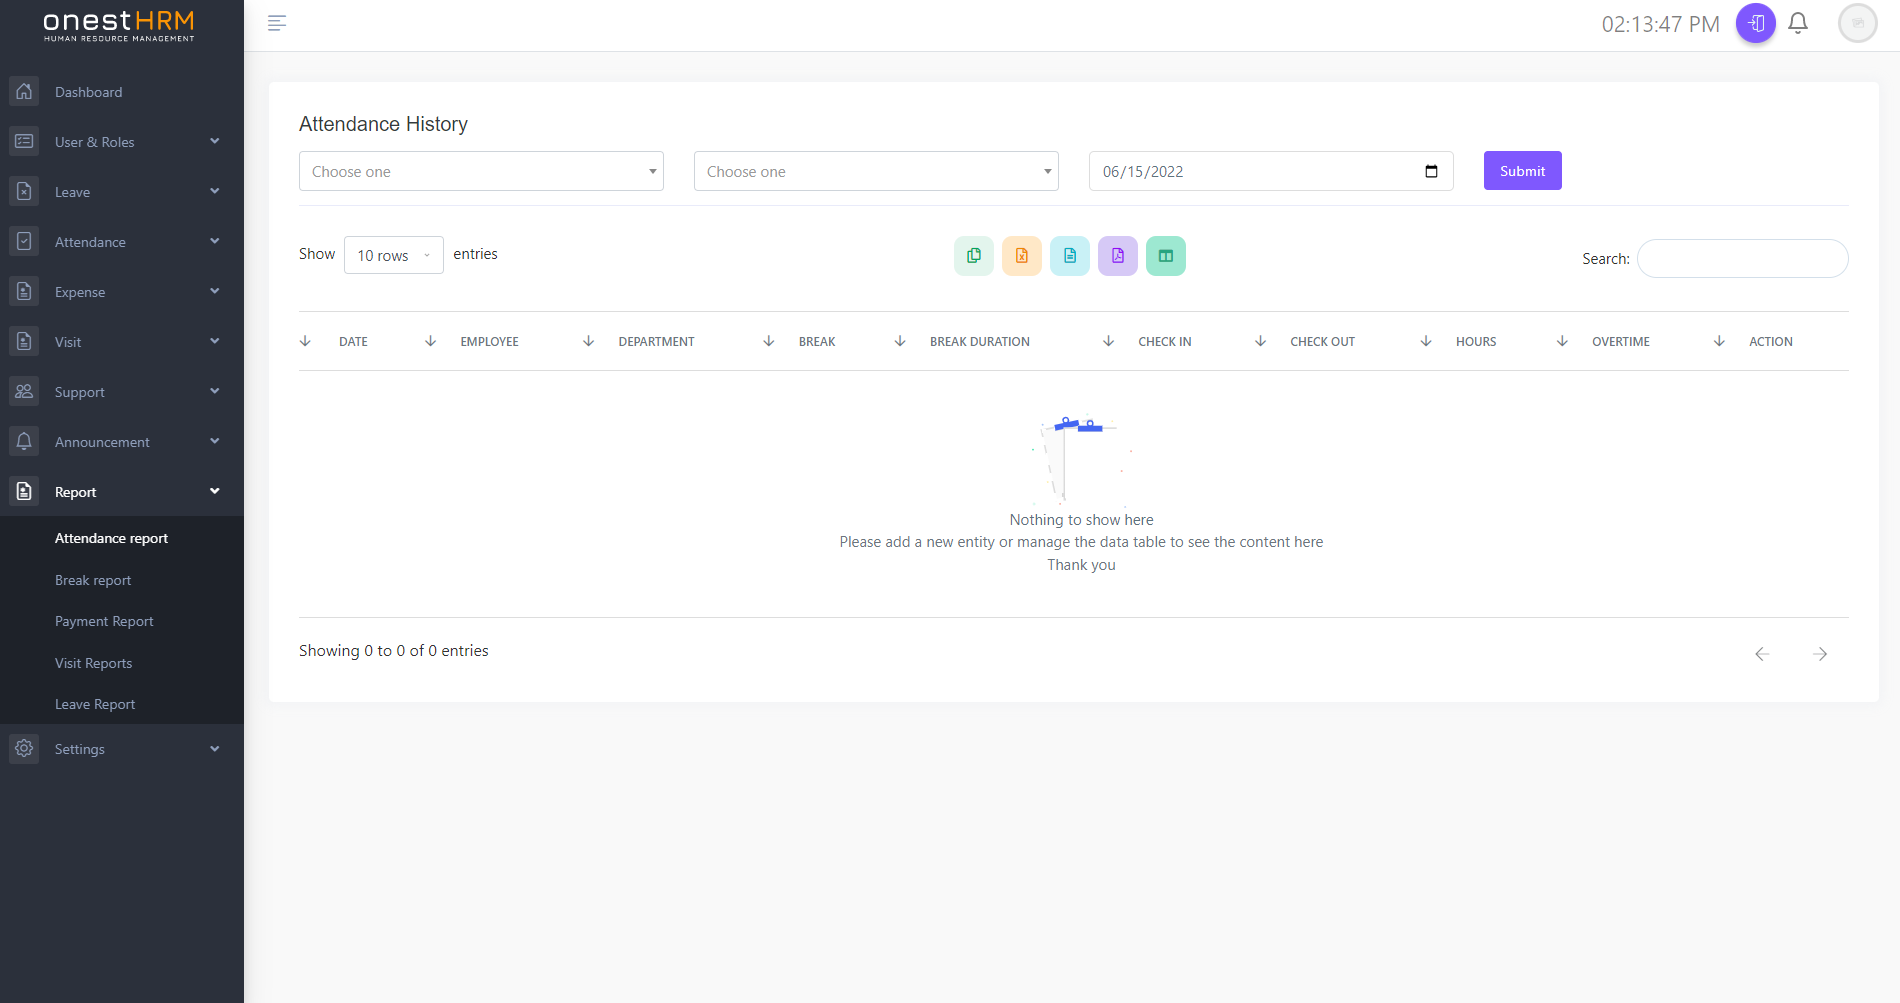 onestHRM
HUMAN RESOURCE MANAGEMENT
02:13:47 PM
Dashboard
User & Roles
Leave
Attendance
Expense
Visit
Support
Announcement
Report
Attendance report
Break report
Payment Report
Visit Reports
Leave Report
Settings
Attendance History
Choose one
Choose one
06/15/2022
Submit
Show 10 rows entries
Search:
DATE EMPLOYEE DEPARTMENT BREAK BREAK DURATION CHECK IN CHECK OUT HOURS OVERTIME ACTION
Nothing to show here
Please add a new entity or manage the data table to see the content here
Thank you
Showing 0 to 0 of 0 entries